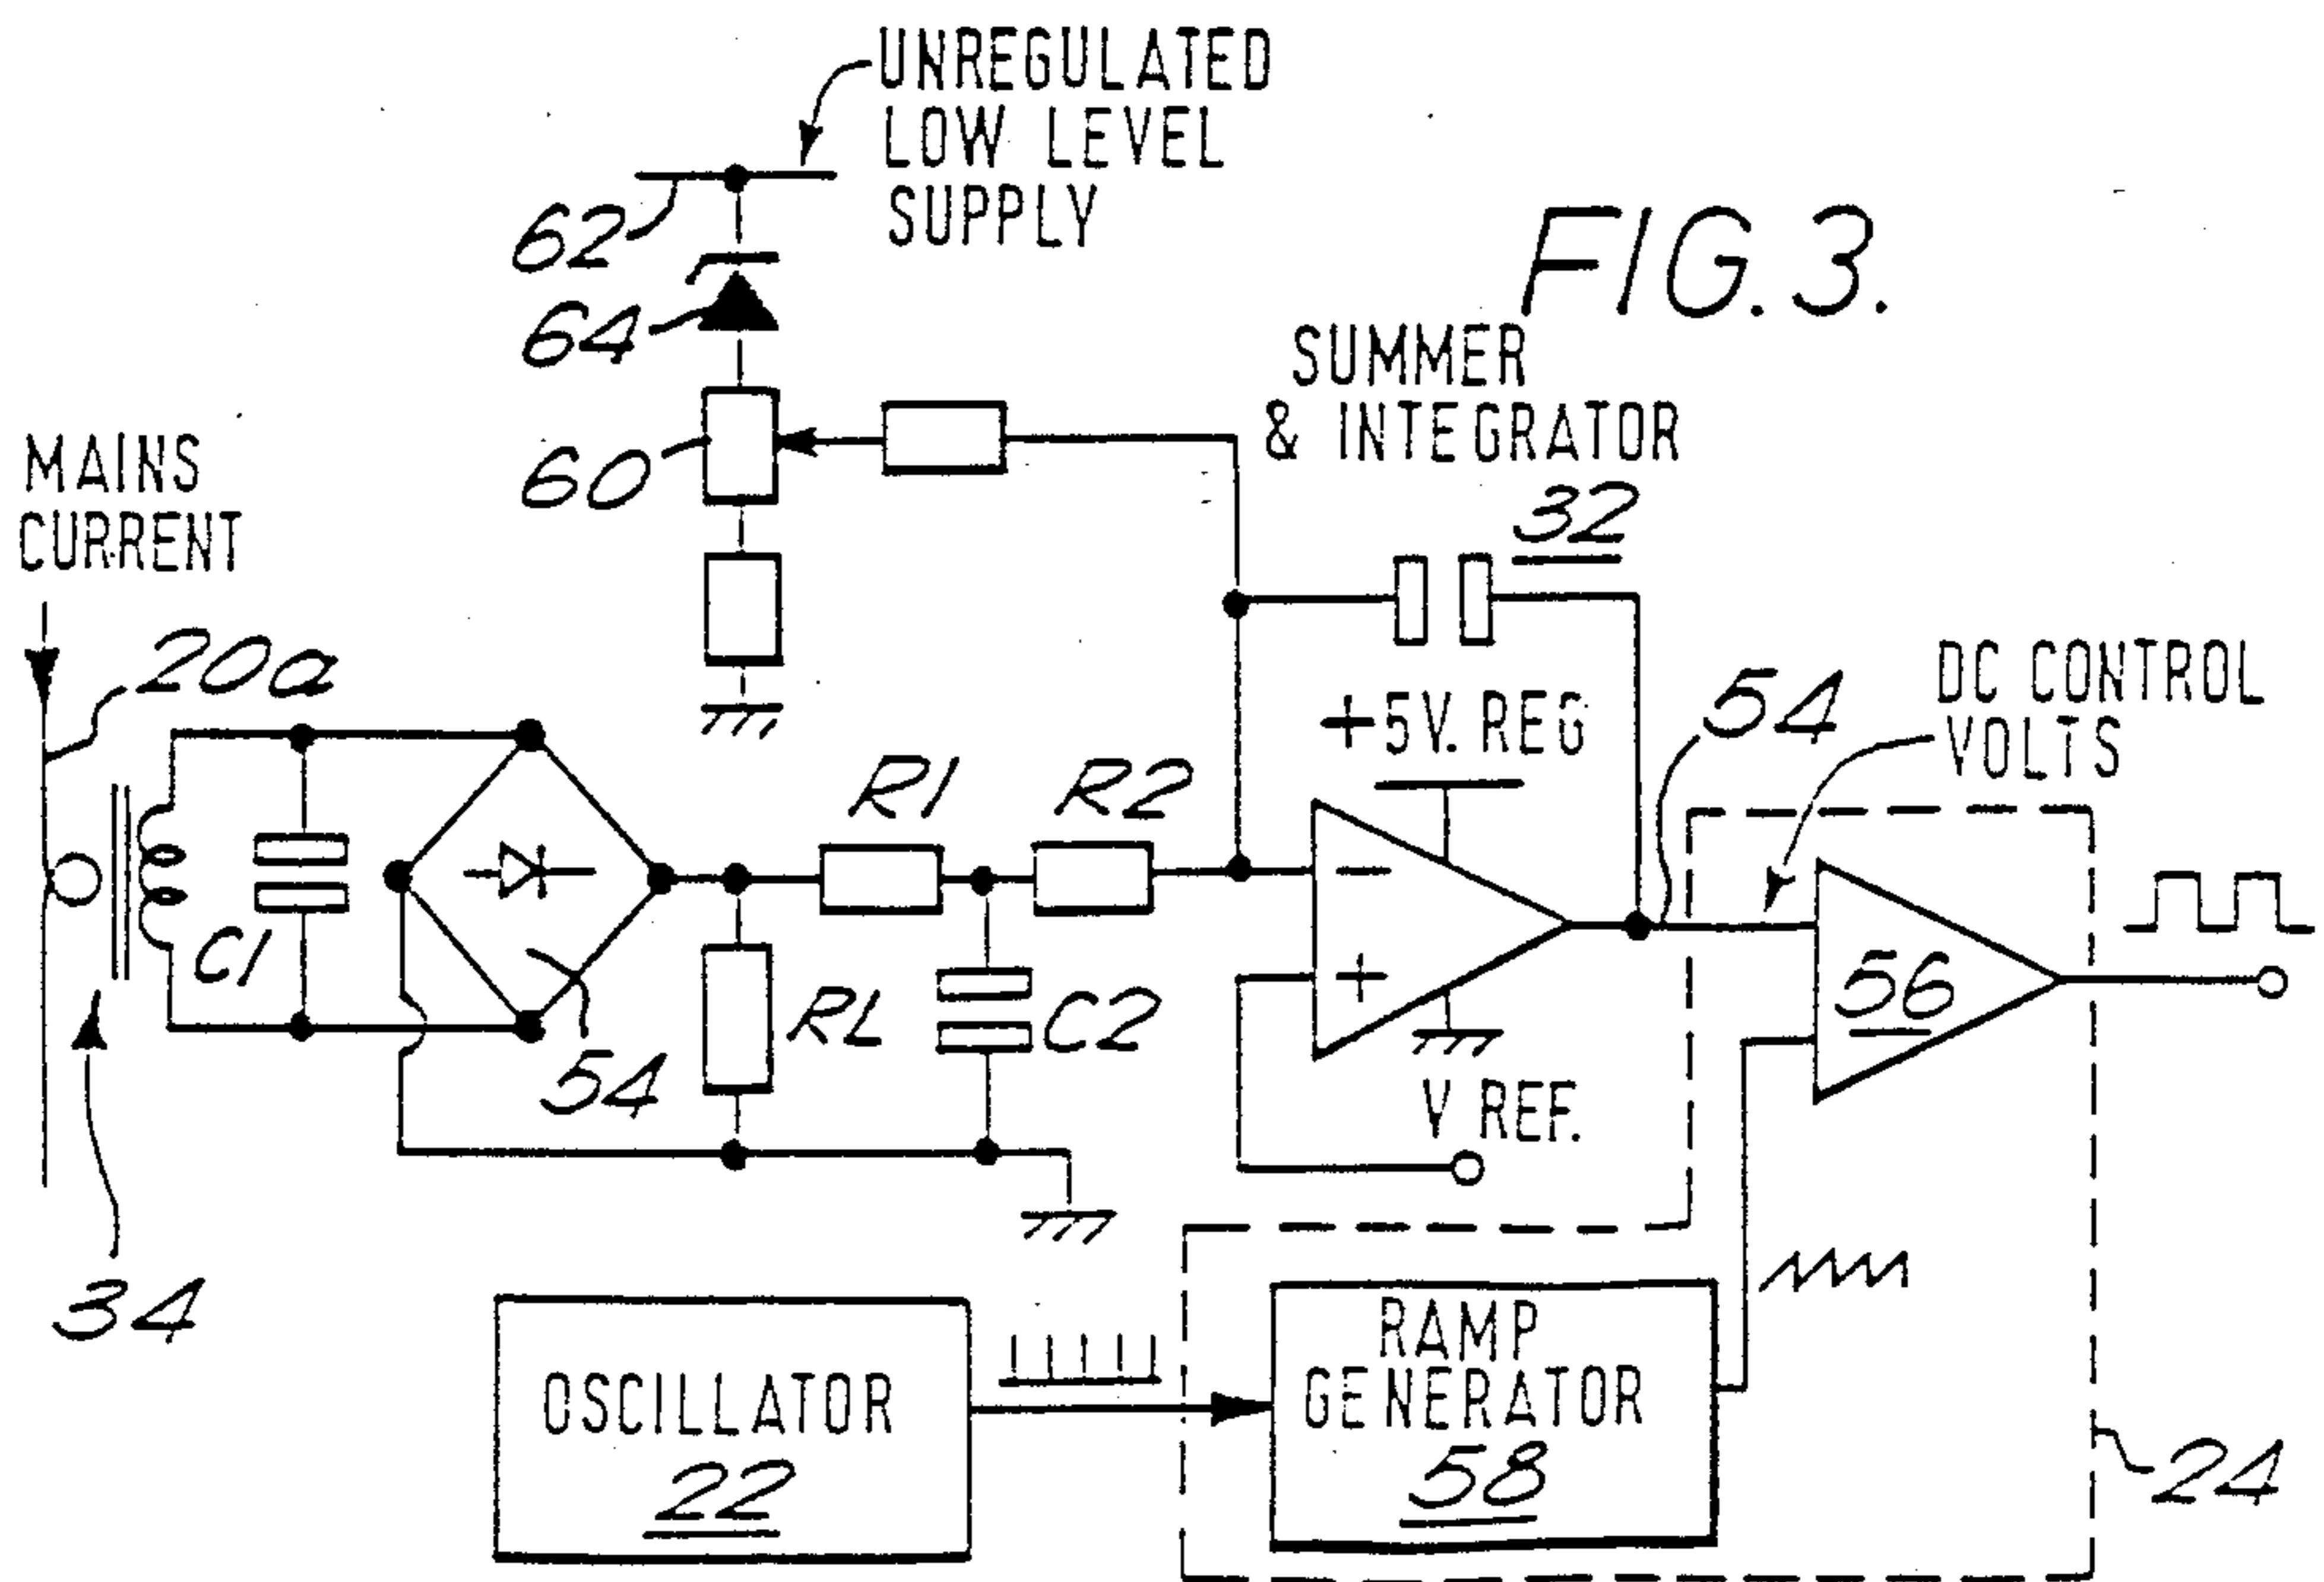 UNREGULATED
LOW LEVEL
SUPPLY
62
64
FIG. 3.
SUMMER
& INTEGRATOR
32
60
MAINS
CURRENT
20a
+5V. REG
54
DC CONTROL
VOLTS
R1
R2
C1
−
+
RL
C2
54
56
V REF.
34
OSCILLATOR
22
RAMP
GENERATOR
58
24